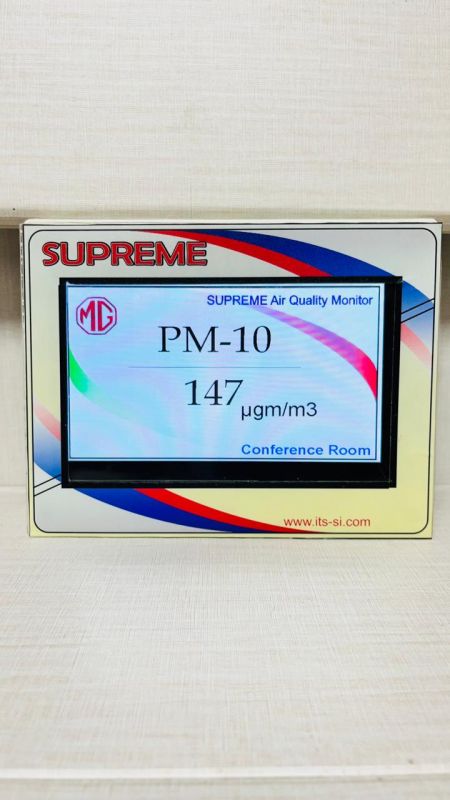 SUPREME
SUPREME Air Quality Monitor
MG
PM-10
147 µgm/m3
Conference Room
www.its-si.com